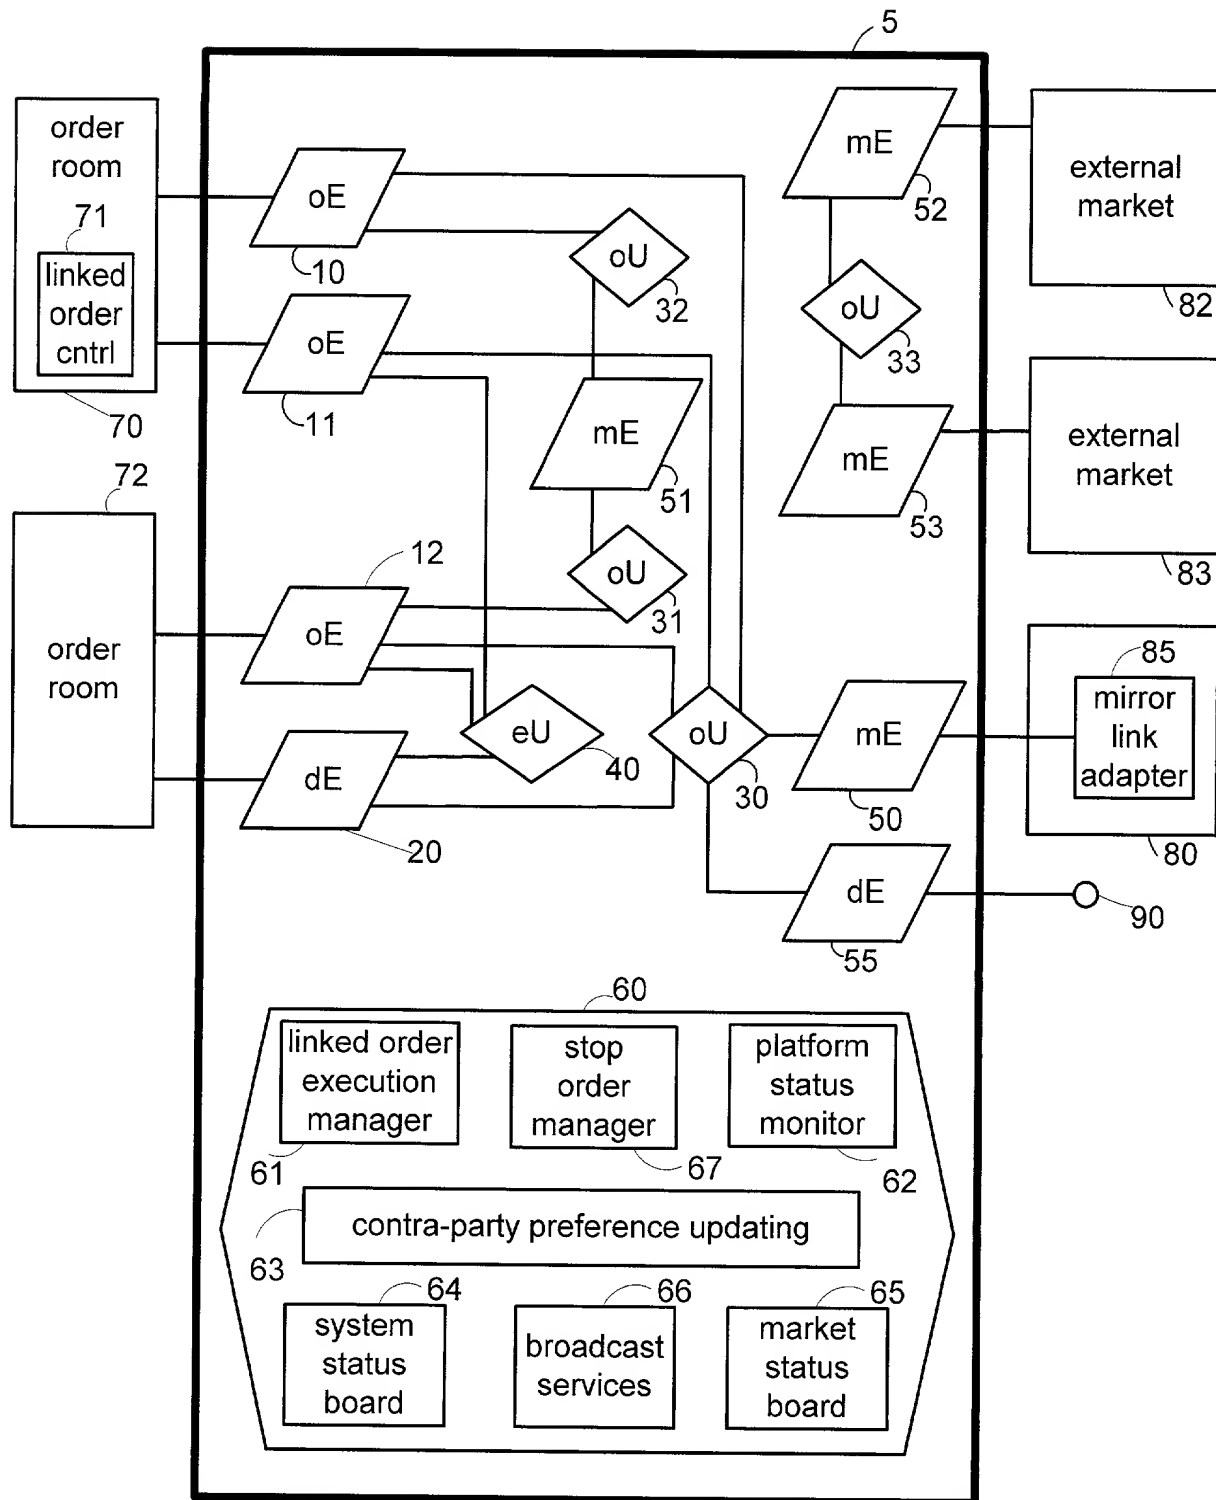 5
order
room
71
linked
order
cntrl
70
oE
10
oE
11
oU
32
mE
51
oU
31
mE
52
oU
33
mE
53
external
market
82
external
market
83
72
order
room
12
oE
dE
20
eU
40
oU
30
mE
50
85
mirror
link
adapter
80
dE
55
90
60
linked order
execution
manager
61
stop
order
manager
67
platform
status
monitor
62
contra-party preference updating
63
64
system
status
board
66
broadcast
services
65
market
status
board